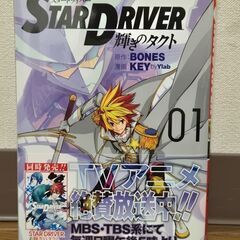 STAR DRIVER
輝きのタクト
原作 BONES
漫画 KEY by Ylab
01
同時発売!!
TVアニメ
絶賛放送中!!
MBS・TBS系にて
STAR DRIVER